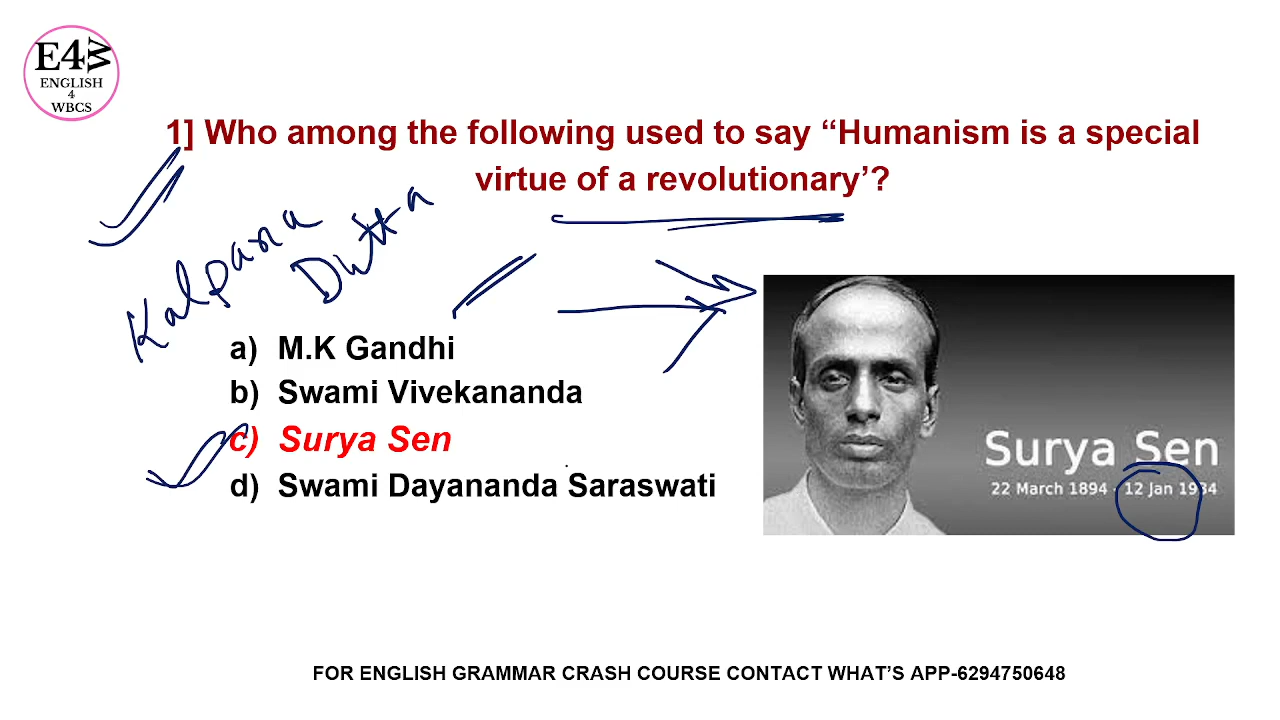 E4W
ENGLISH
4
WBCS
1] Who among the following used to say “Humanism is a special
virtue of a revolutionary’?
Kalpana
Dutta
a) M.K Gandhi
b) Swami Vivekananda
c) Surya Sen
d) Swami Dayananda Saraswati
Surya Sen
22 March 1894 - 12 Jan 1934
FOR ENGLISH GRAMMAR CRASH COURSE CONTACT WHAT’S APP-6294750648